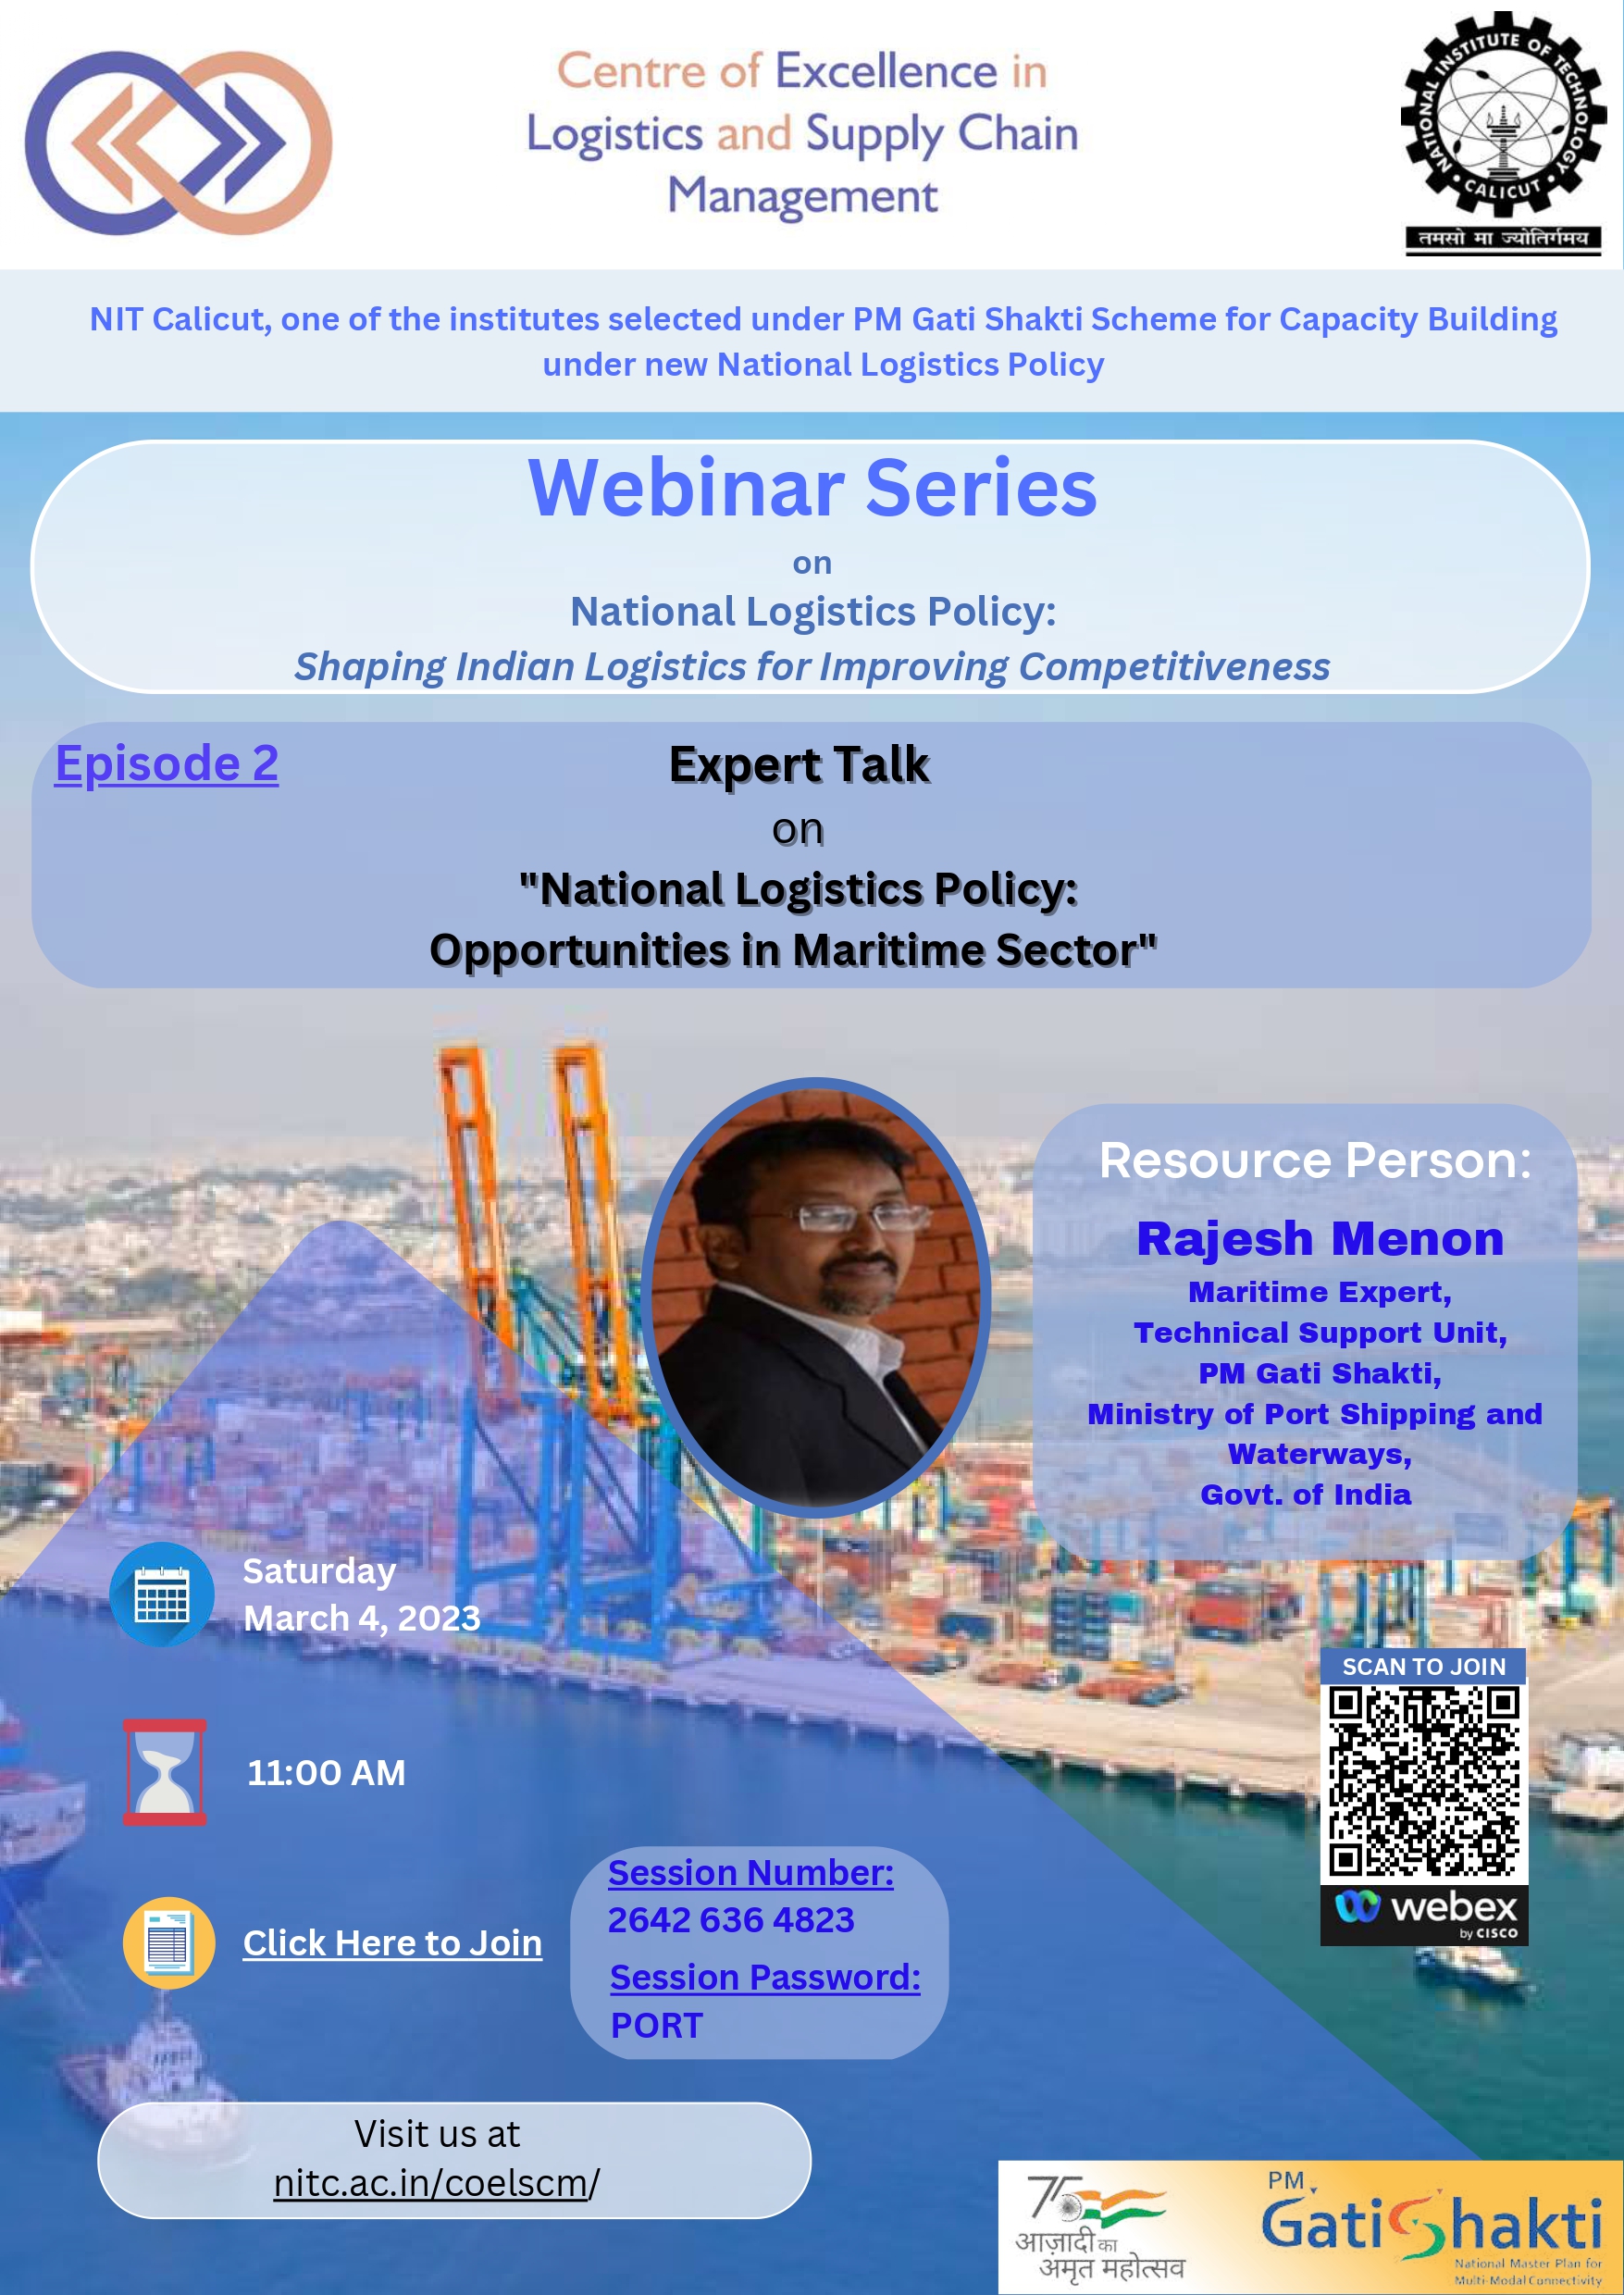 Centre of Excellence in
Logistics and Supply Chain
Management
NATIONAL INSTITUTE OF TECHNOLOGY
• CALICUT •
तमसो मा ज्योतिर्गमय
NIT Calicut, one of the institutes selected under PM Gati Shakti Scheme for Capacity Building
under new National Logistics Policy
Webinar Series
on
National Logistics Policy:
Shaping Indian Logistics for Improving Competitiveness
Episode 2
Expert Talk
on
"National Logistics Policy:
Opportunities in Maritime Sector"
Resource Person:
Rajesh Menon
Maritime Expert,
Technical Support Unit,
PM Gati Shakti,
Ministry of Port Shipping and
Waterways,
Govt. of India
Saturday
March 4, 2023
11:00 AM
Click Here to Join
Session Number:
2642 636 4823
Session Password:
PORT
SCAN TO JOIN
webex
by CISCO
Visit us at
nitc.ac.in/coelscm/
75
आज़ादी का
अमृत महोत्सव
PM
GatiShakti
National Master Plan for
Multi-Modal Connectivity